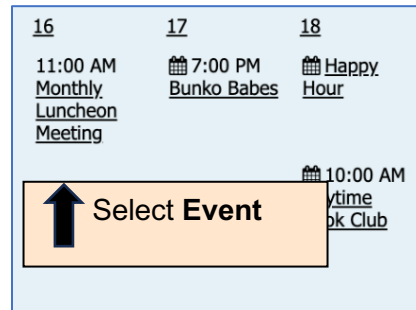 16
11:00 AM
Monthly
Luncheon
Meeting
17
7:00 PM
Bunko Babes
18
Happy
Hour
10:00 AM
ytime
ok Club
Select Event